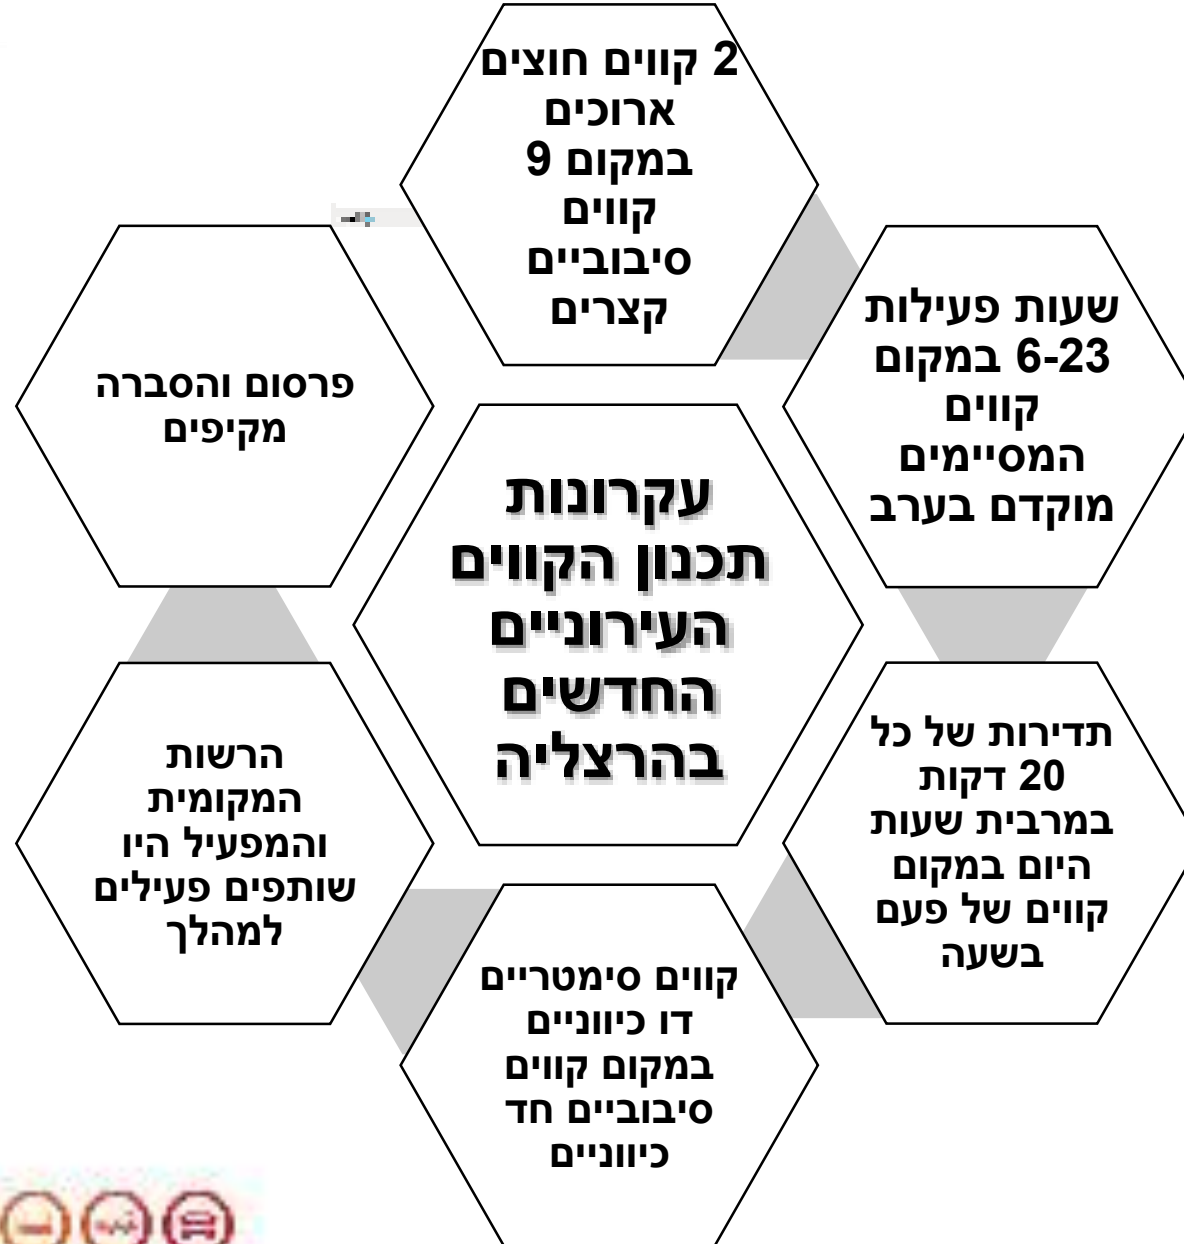 2 קווים חוצים
ארוכים
במקום 9
קווים
סיבוביים
קצרים
שעות פעילות
6-23 במקום
קווים
המסיימים
מוקדם בערב
תדירות של כל
20 דקות
במרבית שעות
היום במקום
קווים של פעם
בשעה
קווים סימטריים
דו כיווניים
במקום קווים
סיבוביים חד
כיווניים
הרשות
המקומית
והמפעיל היו
שותפים פעילים
למהלך
פרסום והסברה
מקיפים
עקרונות
תכנון הקווים
העירוניים
החדשים
בהרצליה